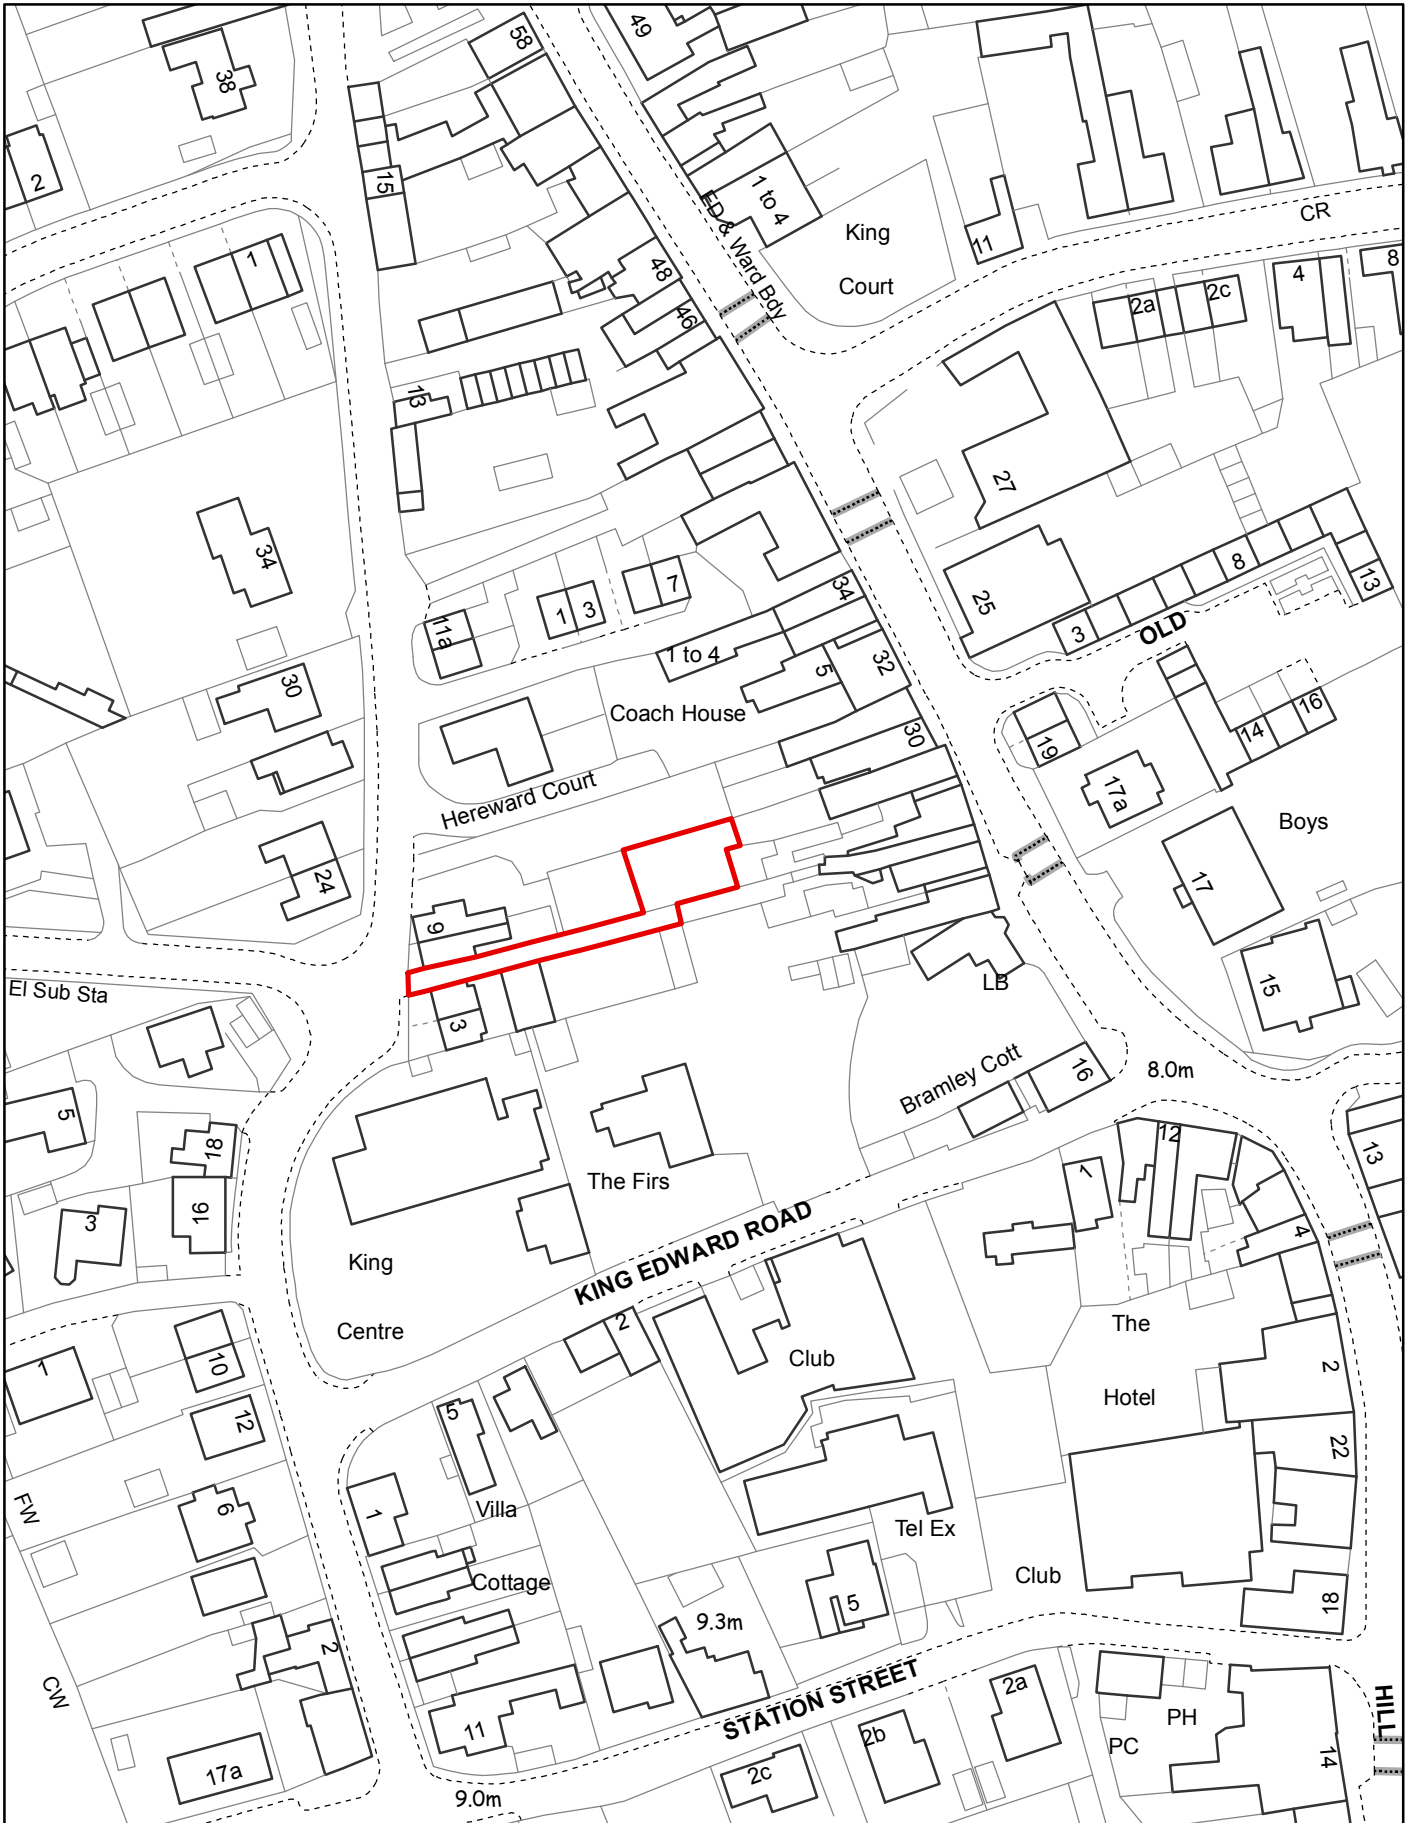 49
58
38
2
15
1 to 4
ED & Ward Bdy
King
Court
11
CR
1
48
46
2a
2c
4
8
13
27
34
7
1
3
11a
34
25
3
8
13
OLD
1 to 4
5
32
30
Coach House
30
19
14
16
17a
Hereward Court
Boys
24
17
9
El Sub Sta
3
LB
15
Bramley Cott
16
8.0m
5
18
12
1
13
The Firs
16
3
4
KING EDWARD ROAD
King
Centre
2
The
1
10
Club
2
Hotel
5
12
22
FW
6
1
Villa
Tel Ex
Cottage
Club
5
18
9.3m
2
CW
STATION STREET
2a
HILL
11
2b
PH
PC
14
17a
2c
9.0m